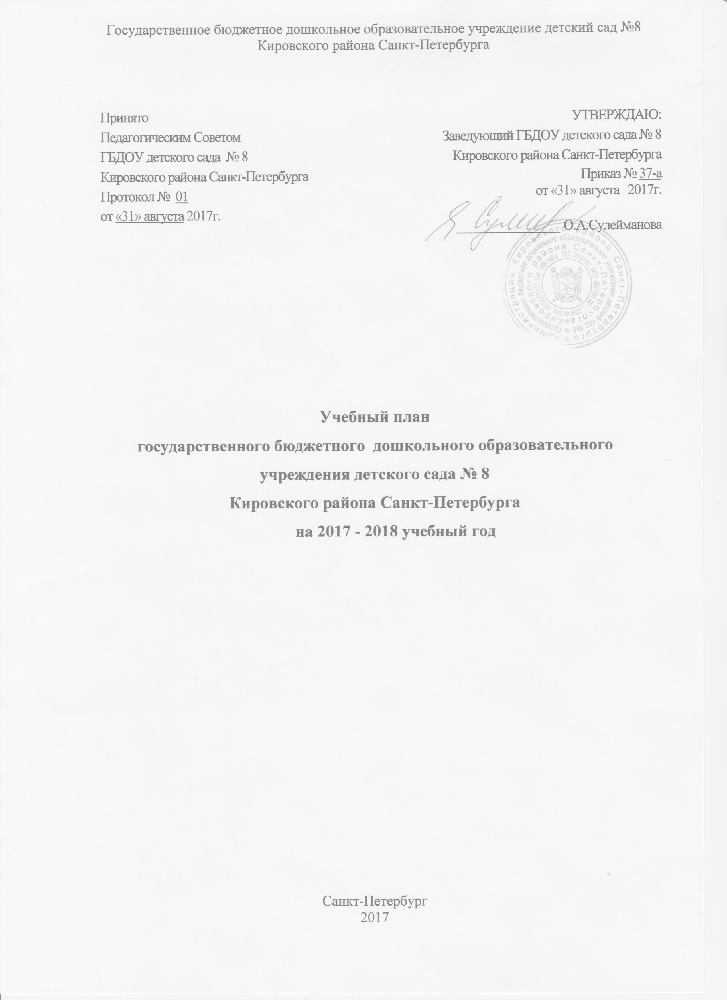 Государственное бюджетное дошкольное образовательное учреждение детский сад №8
Кировского района Санкт-Петербурга
Принято
Педагогическим Советом
ГБДОУ детского сада № 8
Кировского района Санкт-Петербурга
Протокол № 01
от «31» августа 2017г.
УТВЕРЖДАЮ:
Заведующий ГБДОУ детского сада № 8
Кировского района Санкт-Петербурга
Приказ № 37-а
от «31» августа 2017г.
О.А.Сулейманова
Администрация Кировского района Санкт-Петербурга
Государственное бюджетное дошкольное образовательное учреждение детский сад №8
Кировского района Санкт-Петербурга
Учебный план
государственного бюджетного дошкольного образовательного
учреждения детского сада № 8
Кировского района Санкт-Петербурга
на 2017 - 2018 учебный год
Санкт-Петербург
2017